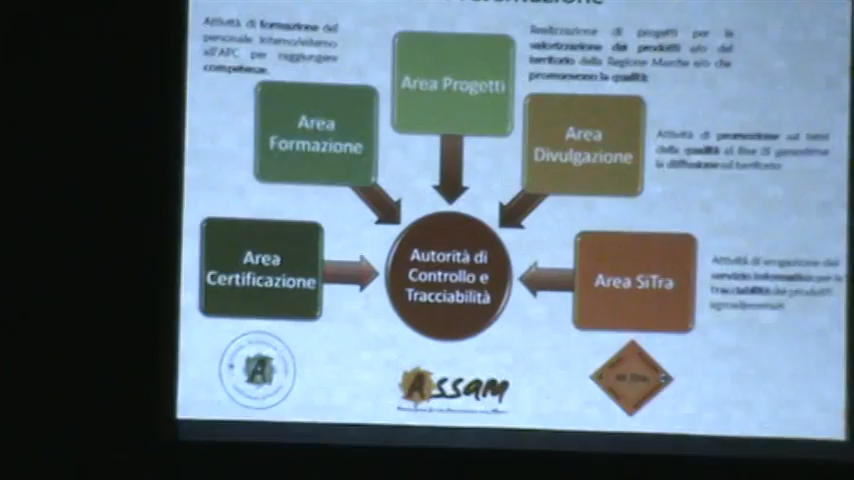 Attività di formazione del
personale interno/esterno
all'APC per raggiungere
competenze.
Realizzazione di progetti per la
valorizzazione dei prodotti e/o del
territorio della Regione Marche e/o che
promuovono la qualità.
Area Progetti
Area
Formazione
Area
Divulgazione
Attività di promozione sui temi
della qualità al fine di garantirne
la diffusione sul territorio
Area
Certificazione
Autorità di
Controllo e
Tracciabilità
Area SiTra
Attività di erogazione del
servizio informatico per la
tracciabilità dei prodotti
agroalimentari
Assam